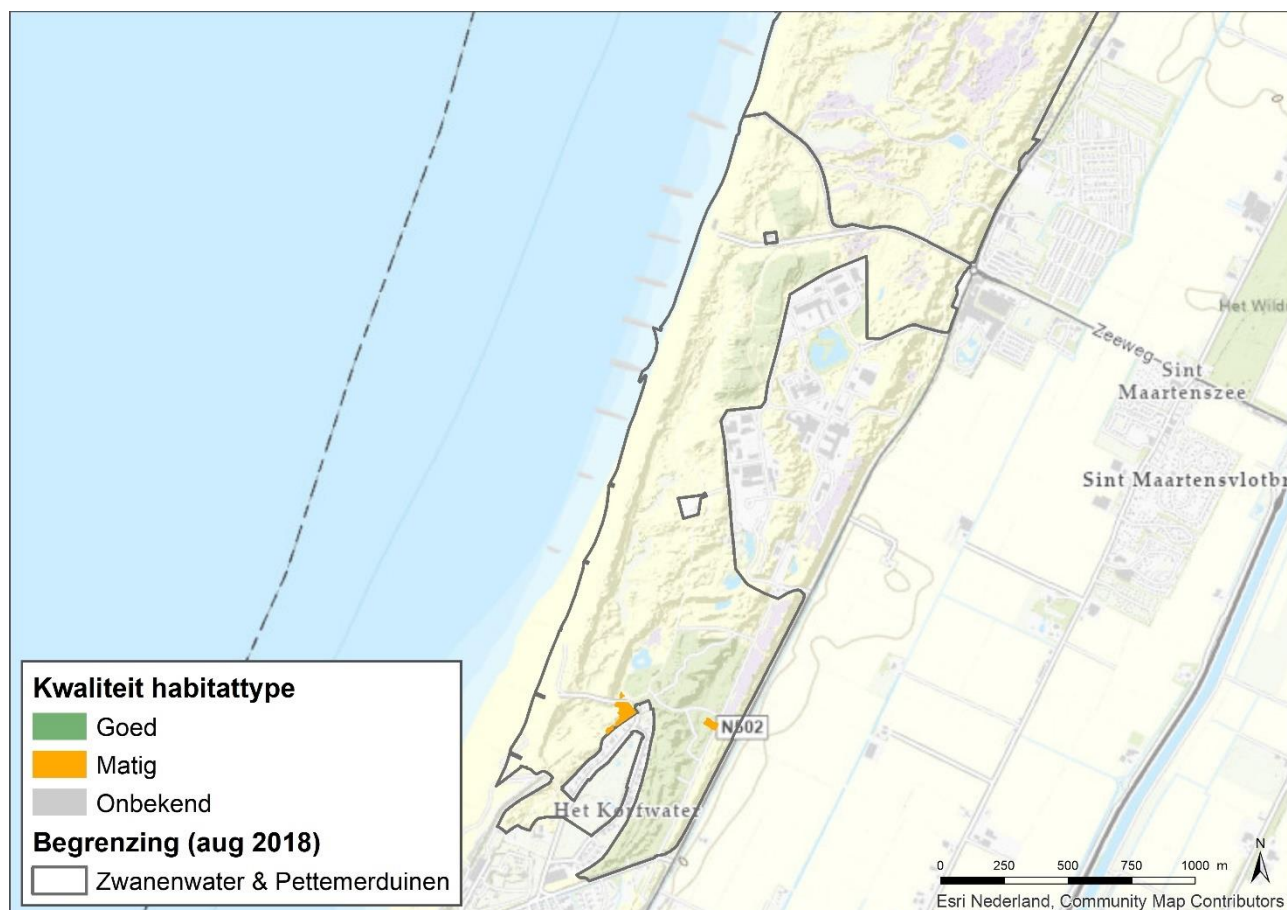 Het Wild
Zeeweg
Sint
Maartenszee
Sint Maartensvlotbr
N502
Het Korfwater
Kwaliteit habitattype
Goed
Matig
Onbekend
Begrenzing (aug 2018)
Zwanenwater & Pettemerduinen
0 250 500 750 1000 m
N
Esri Nederland, Community Map Contributors